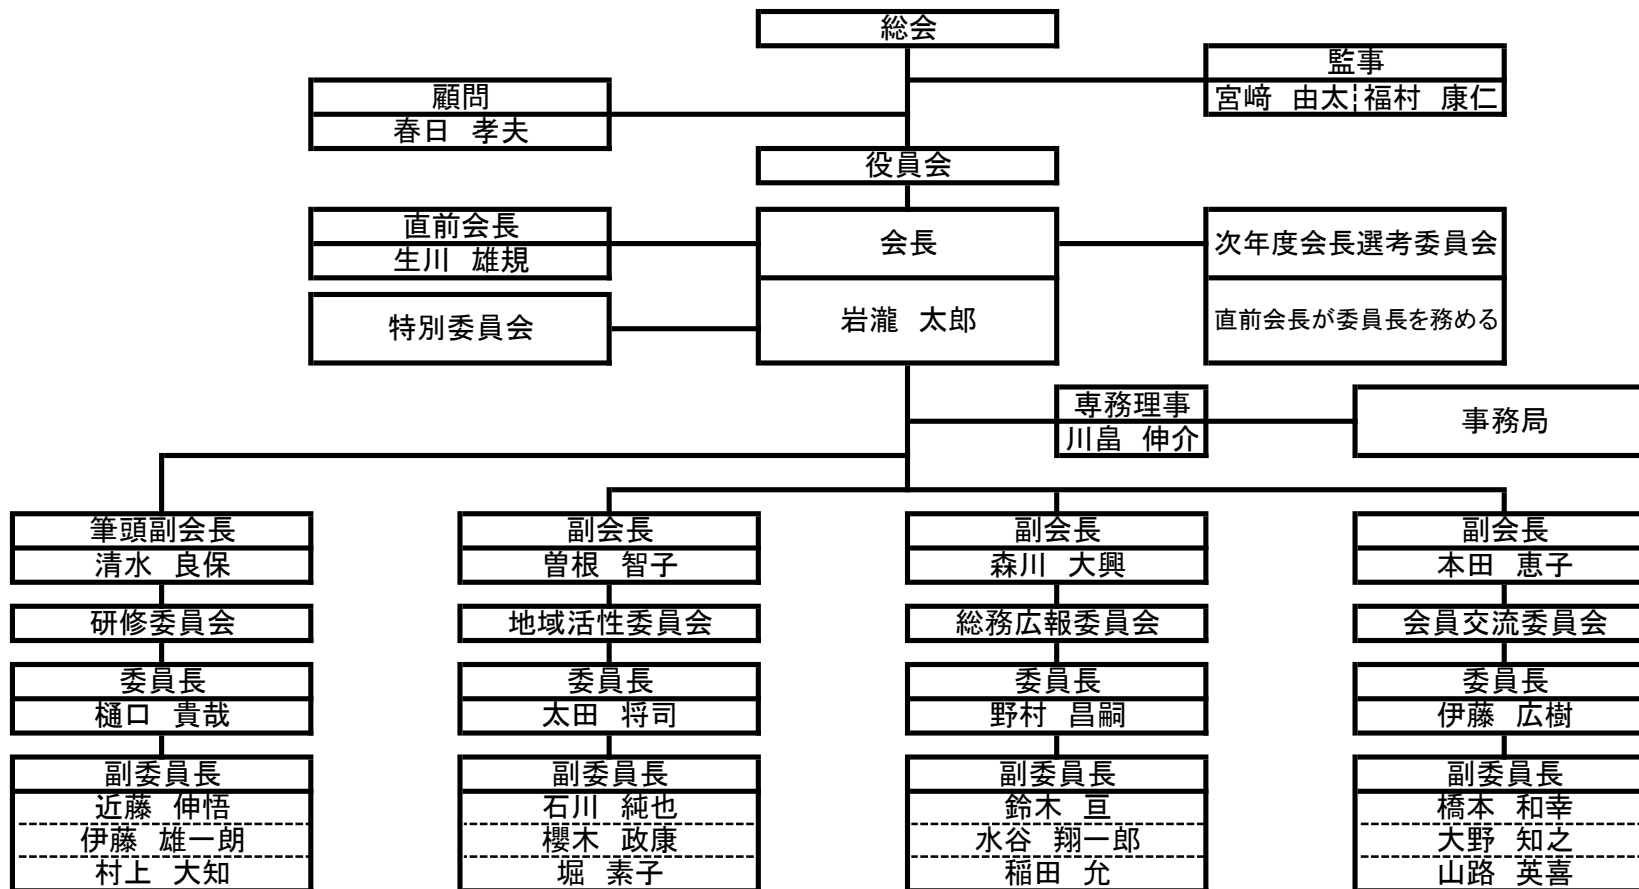 総会
監事
宮﨑 由太 福村 康仁
顧問
春日 孝夫
役員会
直前会長
生川 雄規
会長
岩瀧 太郎
次年度会長選考委員会
直前会長が委員長を務める
特別委員会
専務理事
川畠 伸介
事務局
筆頭副会長
清水 良保
研修委員会
委員長
樋口 貴哉
副委員長
近藤 伸悟
伊藤 雄一朗
村上 大知
副会長
曽根 智子
地域活性委員会
委員長
太田 将司
副委員長
石川 純也
櫻木 政康
堀 素子
副会長
森川 大興
総務広報委員会
委員長
野村 昌嗣
副委員長
鈴木 亘
水谷 翔一郎
稲田 允
副会長
本田 恵子
会員交流委員会
委員長
伊藤 広樹
副委員長
橋本 和幸
大野 知之
山路 英喜